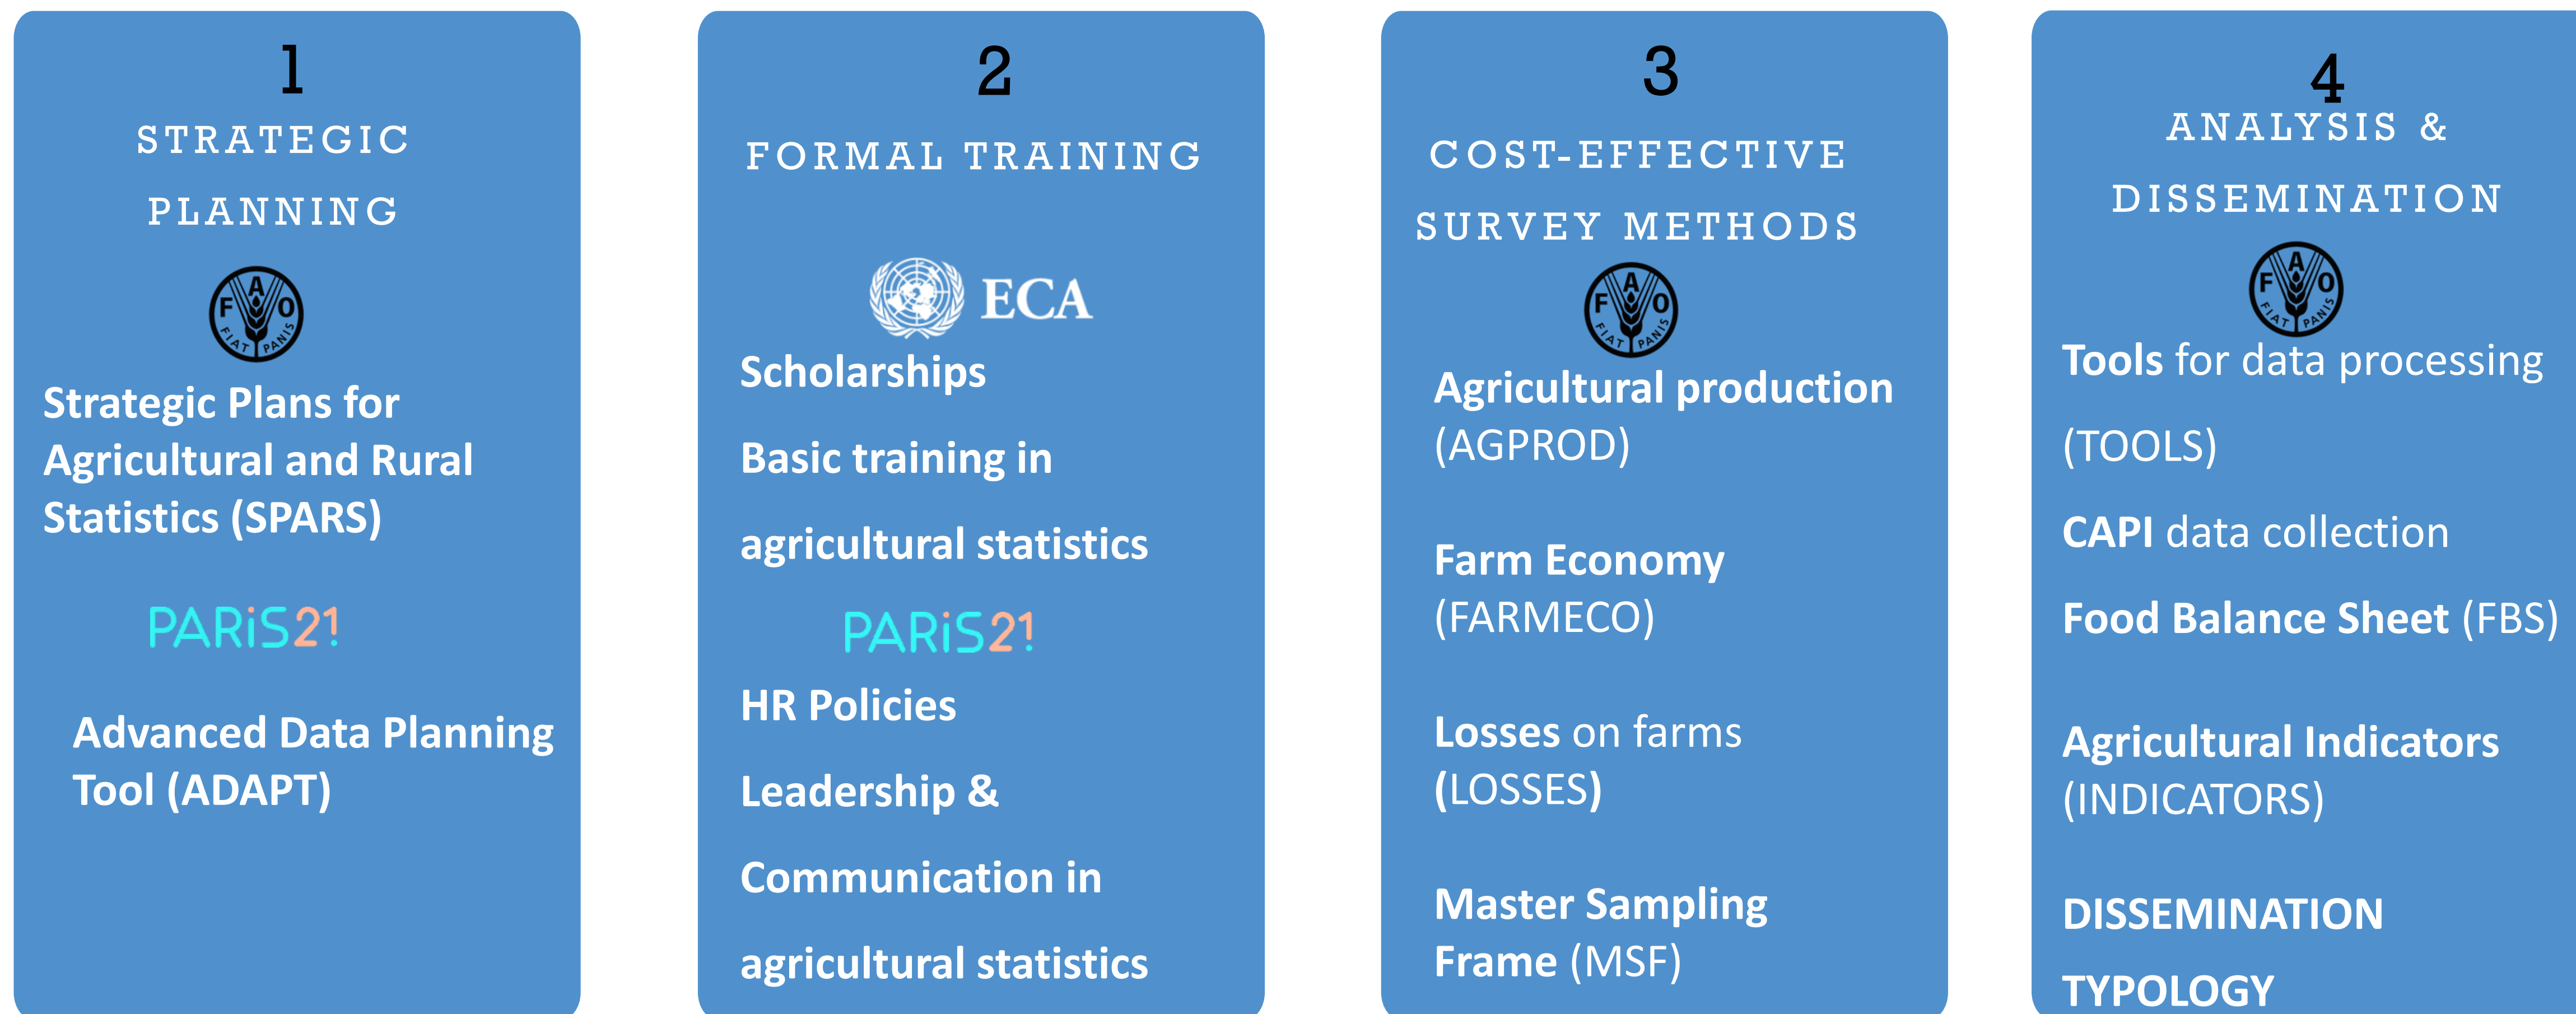 1
STRATEGIC
PLANNING
FAO
FIAT PANIS
Strategic Plans for
Agricultural and Rural
Statistics (SPARS)
PARiS21
Advanced Data Planning
Tool (ADAPT)
2
FORMAL TRAINING
ECA
Scholarships
Basic training in
agricultural statistics
PARiS21
HR Policies
Leadership &
Communication in
agricultural statistics
3
COST-EFFECTIVE
SURVEY METHODS
FAO
FIAT PANIS
Agricultural production
(AGPROD)
Farm Economy
(FARMECO)
Losses on farms
(LOSSES)
Master Sampling
Frame (MSF)
4
ANALYSIS &
DISSEMINATION
FAO
FIAT PANIS
Tools for data processing
(TOOLS)
CAPI data collection
Food Balance Sheet (FBS)
Agricultural Indicators
(INDICATORS)
DISSEMINATION
TYPOLOGY